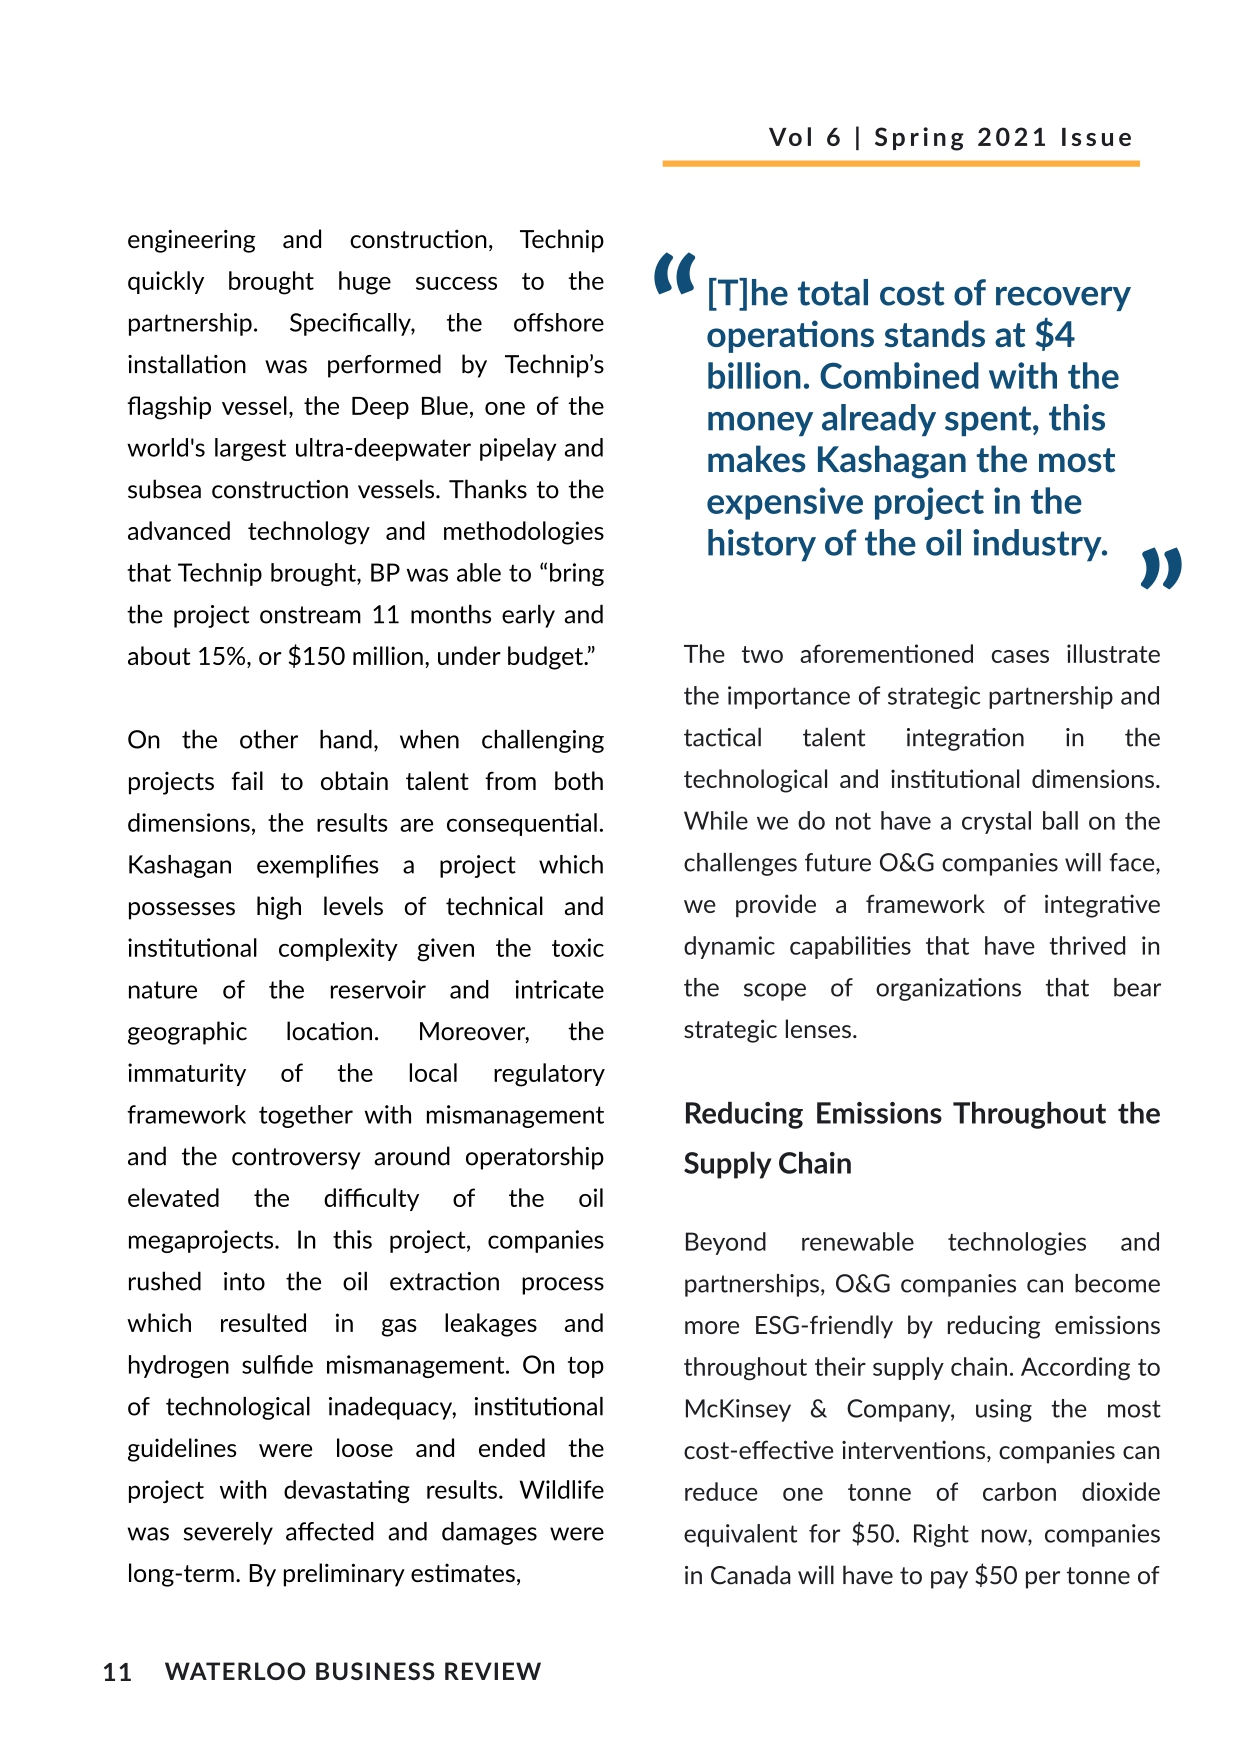 Vol 6 | Spring 2021 Issue
engineering and construction, Technip
quickly brought huge success to the
partnership. Specifically, the offshore
installation was performed by Technip’s
flagship vessel, the Deep Blue, one of the
world's largest ultra-deepwater pipelay and
subsea construction vessels. Thanks to the
advanced technology and methodologies
that Technip brought, BP was able to “bring
the project onstream 11 months early and
about 15%, or $150 million, under budget.”
On the other hand, when challenging
projects fail to obtain talent from both
dimensions, the results are consequential.
Kashagan exemplifies a project which
possesses high levels of technical and
institutional complexity given the toxic
nature of the reservoir and intricate
geographic location. Moreover, the
immaturity of the local regulatory
framework together with mismanagement
and the controversy around operatorship
elevated the difficulty of the oil
megaprojects. In this project, companies
rushed into the oil extraction process
which resulted in gas leakages and
hydrogen sulfide mismanagement. On top
of technological inadequacy, institutional
guidelines were loose and ended the
project with devastating results. Wildlife
was severely affected and damages were
long-term. By preliminary estimates,
“[T]he total cost of recovery
operations stands at $4
billion. Combined with the
money already spent, this
makes Kashagan the most
expensive project in the
history of the oil industry.”
The two aforementioned cases illustrate
the importance of strategic partnership and
tactical talent integration in the
technological and institutional dimensions.
While we do not have a crystal ball on the
challenges future O&G companies will face,
we provide a framework of integrative
dynamic capabilities that have thrived in
the scope of organizations that bear
strategic lenses.
Reducing Emissions Throughout the
Supply Chain
Beyond renewable technologies and
partnerships, O&G companies can become
more ESG-friendly by reducing emissions
throughout their supply chain. According to
McKinsey & Company, using the most
cost-effective interventions, companies can
reduce one tonne of carbon dioxide
equivalent for $50. Right now, companies
in Canada will have to pay $50 per tonne of
11 WATERLOO BUSINESS REVIEW